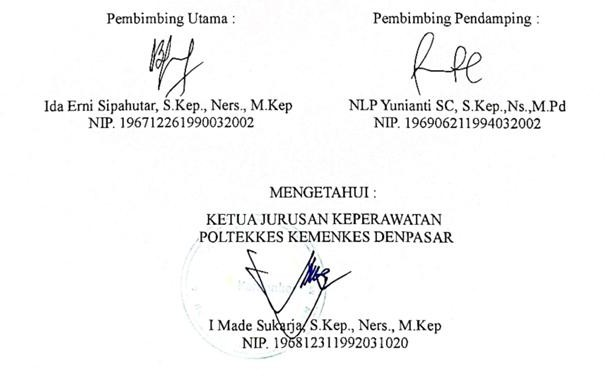 Pembimbing Utama :
Pembimbing Pendamping :
Ida Erni Sipahutar, S.Kep., Ners., M.Kep
NIP. 196712261990032002
NLP Yunianti SC, S.Kep.,Ns.,M.Pd
NIP. 196906211994032002
MENGETAHUI :
KETUA JURUSAN KEPERAWATAN
POLTEKKES KEMENKES DENPASAR
I Made Sukarja, S.Kep., Ners., M.Kep
NIP. 196812311992031020